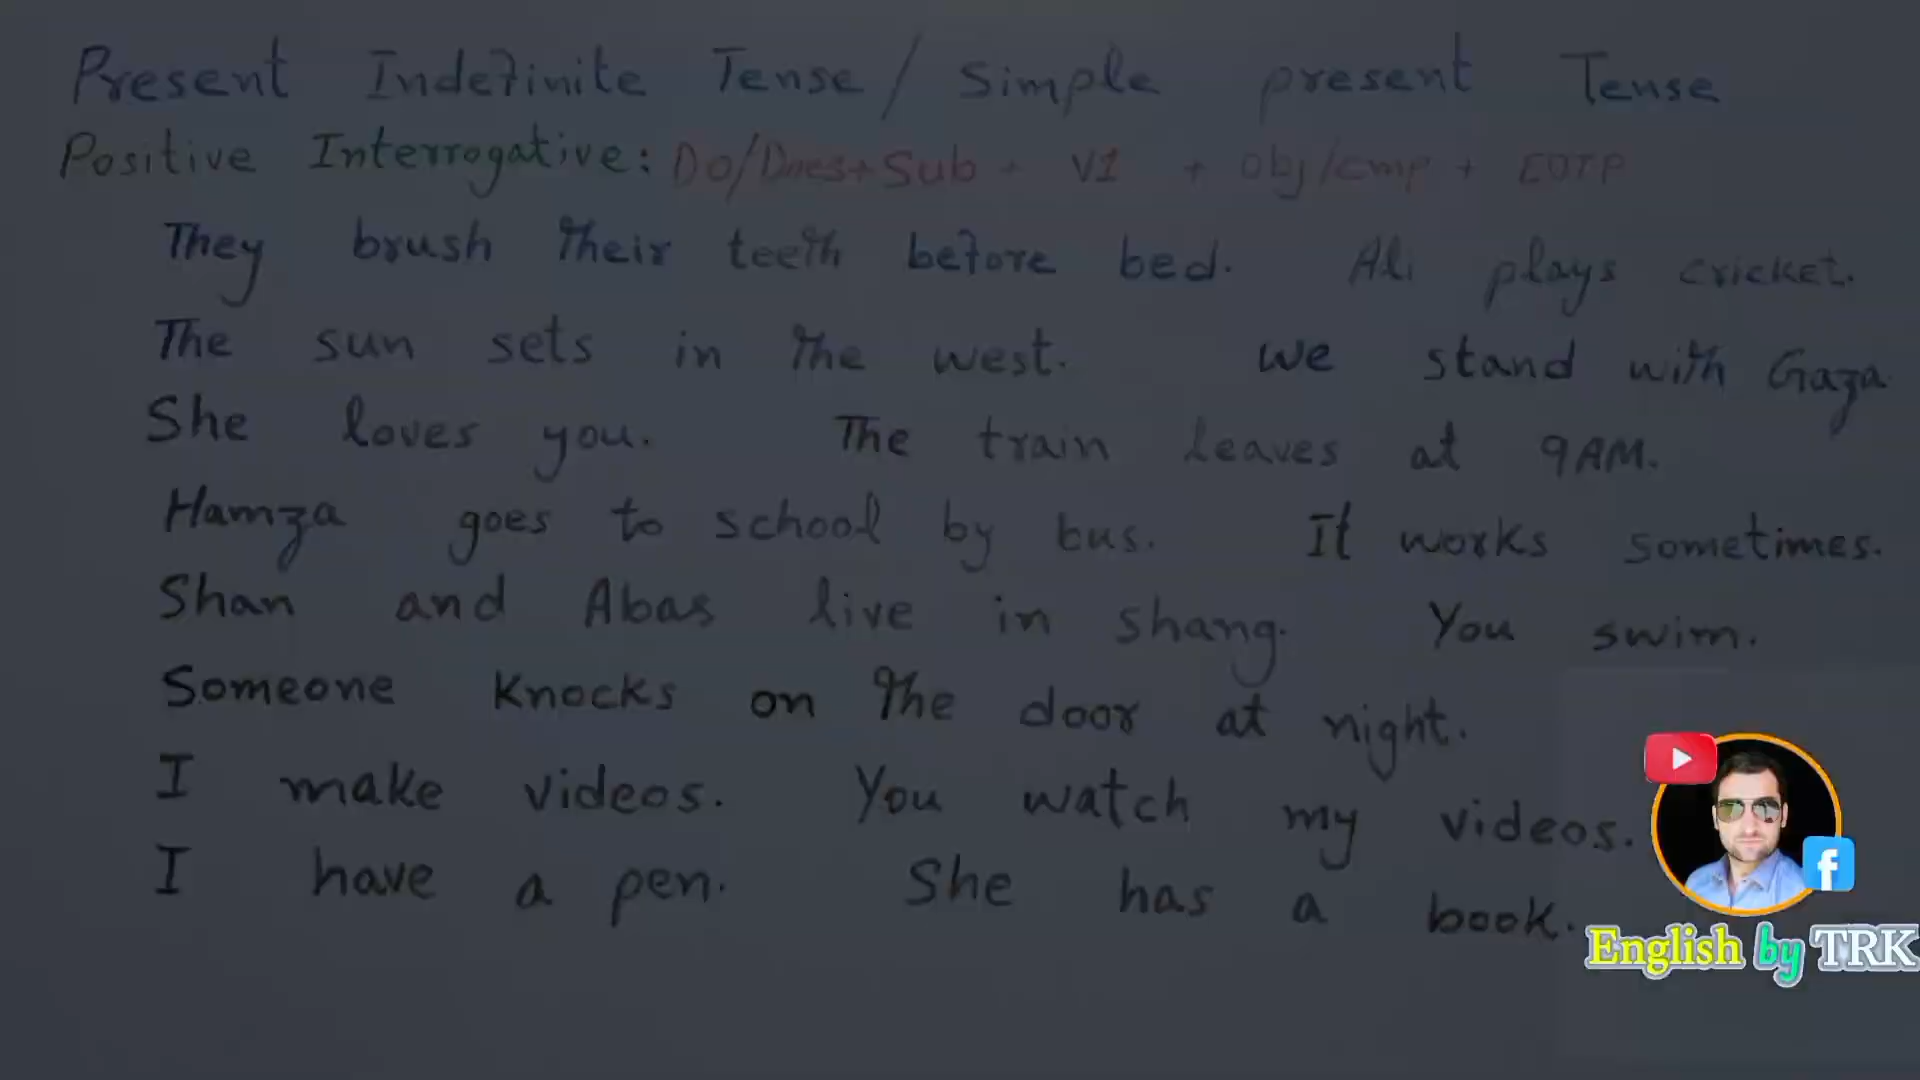 Present Indefinite Tense / Simple present Tense
Positive Interrogative: Do/Does + Sub + V1 + Obj/cmp + EOTP
They brush their teeth before bed. Ali plays cricket.
The sun sets in the west. We stand with Gaza
She loves you. The train leaves at 9AM.
Hamza goes to school by bus. It works sometimes.
Shan and Abas live in shang. You swim.
Someone knocks on the door at night.
I make videos. You watch my videos.
I have a pen. She has a book.
English by TRK